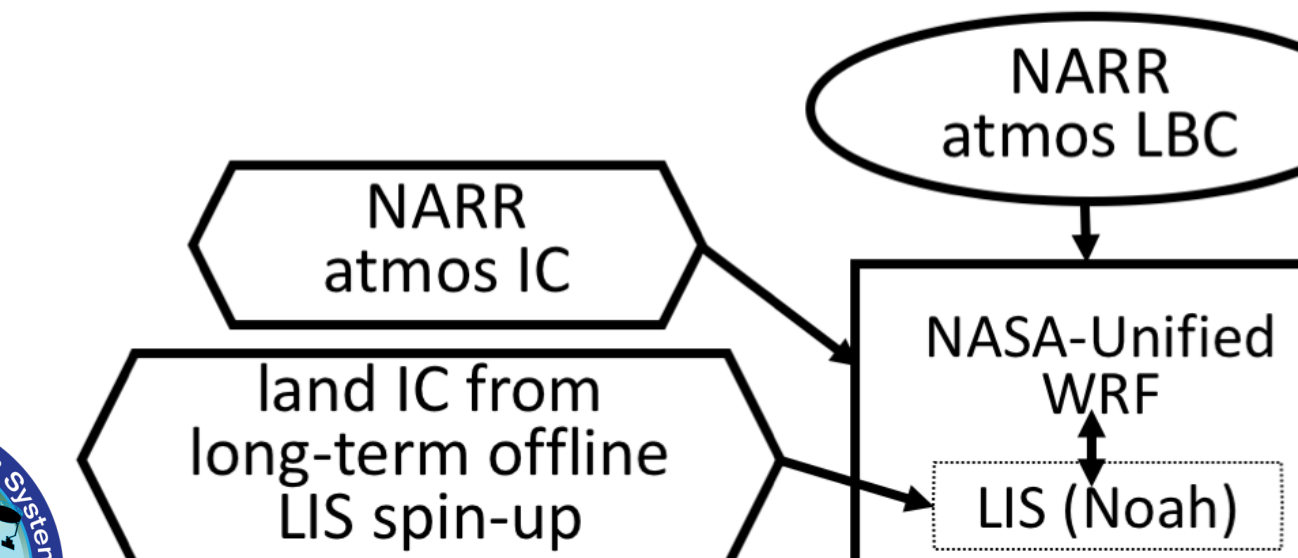 NARR
atmos LBC
NARR
atmos IC
NASA-Unified
WRF
land IC from
long-term offline
LIS spin-up
LIS (Noah)